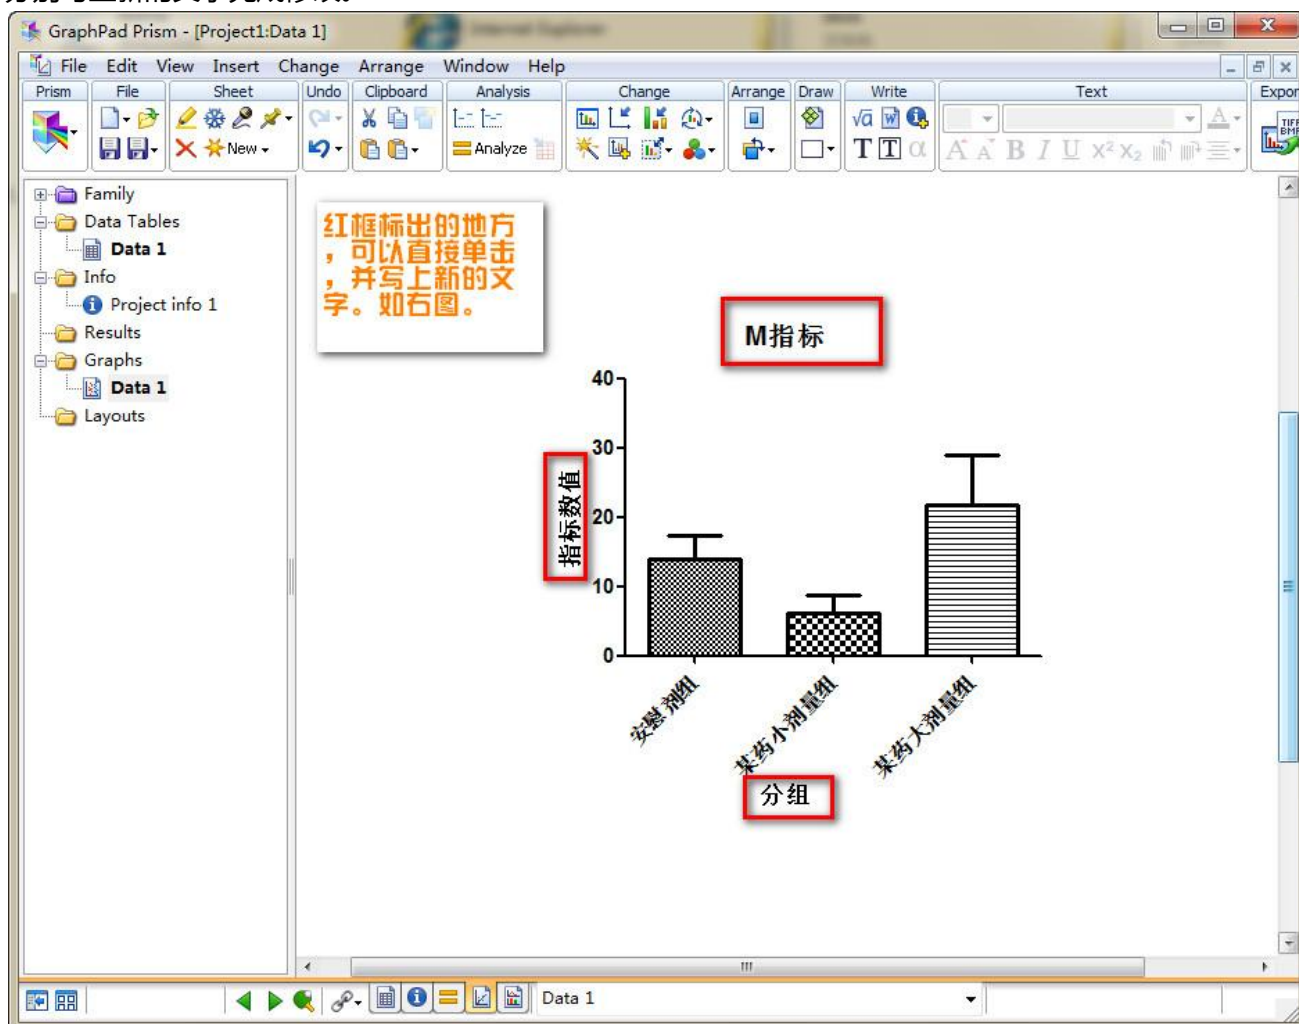 GraphPad Prism - [Project1:Data 1]
File Edit View Insert Change Arrange Window Help
Prism File Sheet Undo Clipboard Analysis Change Arrange Draw Write Text Expor
New
Analyze
√α
T T α
A A B I U X² X₂ A
TIFF
BMP
Family
Data Tables
Data 1
Info
Project info 1
Results
Graphs
Data 1
Layouts
红框标出的地方
，可以直接单击
，并写上新的文
字。如右图。
M指标
40
30
20
10
0
指标数值
安慰剂组
某药小剂量组
某药大剂量组
分组
Data 1